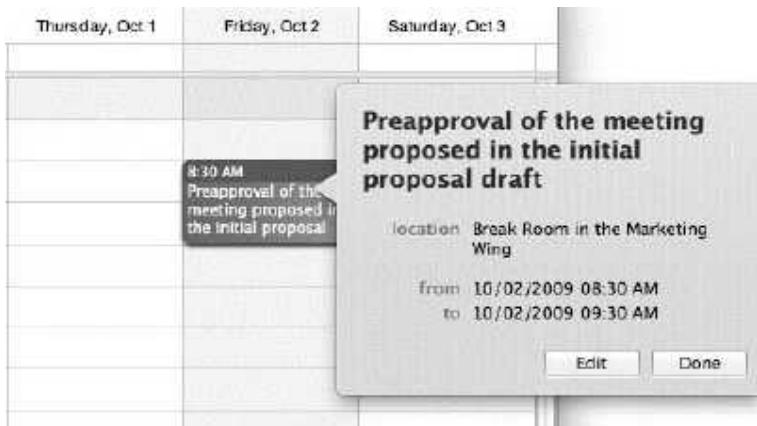 Thursday, Oct 1
Friday, Oct 2
Saturday, Oct 3
8:30 AM
Preapproval of the
meeting proposed in
the initial proposal
Preapproval of the meeting
proposed in the initial
proposal draft
location Break Room in the Marketing
Wing
from 10/02/2009 08:30 AM
to 10/02/2009 09:30 AM
Edit Done